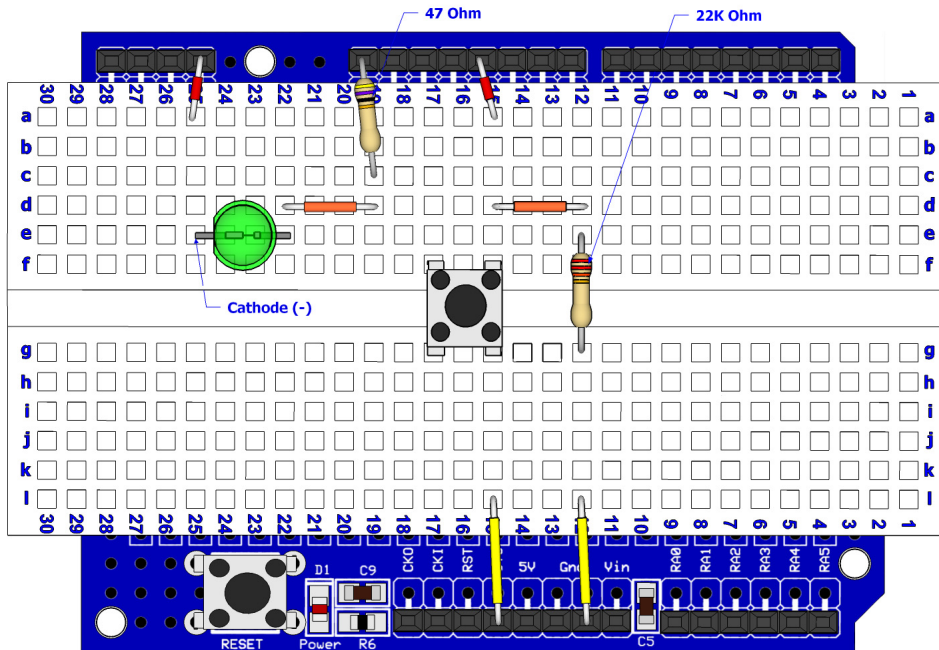 47 Ohm
22K Ohm
30 29 28 27 26 25 24 23 22 21 20 19 18 17 16 15 14 13 12 11 10 9 8 7 6 5 4 3 2 1
a a
b b
c c
d d
e e
f f
Cathode (-)
g g
h h
i i
j j
k k
l l
30 29 28 27 26 25 24 23 22 21 20 19 18 17 16 15 14 13 11 10 9 8 7 6 5 4 3 2 1
CKO CKI RST 5V Gnd Vin RA0 RA1 RA2 RA3 RA4 RA5
D1 C9
RESET Power R6 C5